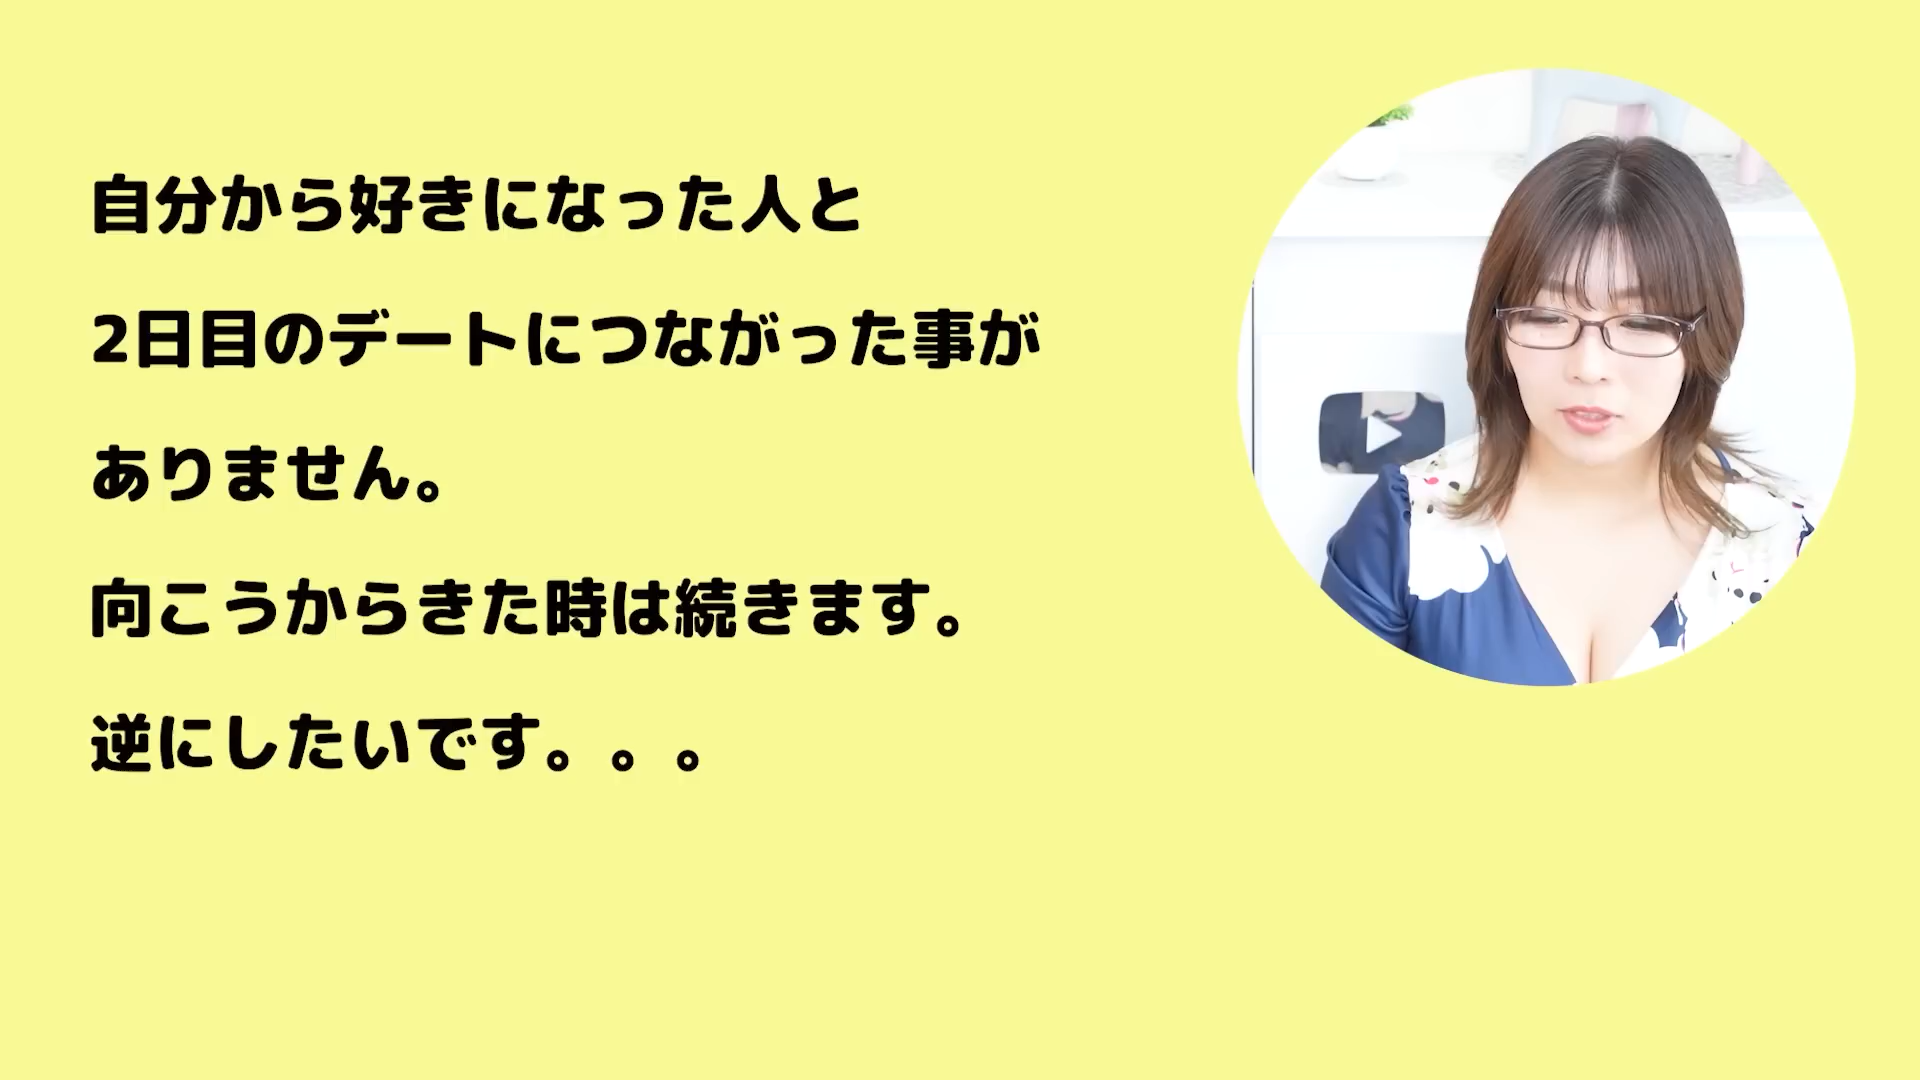 自分から好きになった人と
2日目のデートにつながった事が
ありません。
向こうからきた時は続きます。
逆にしたいです。。。